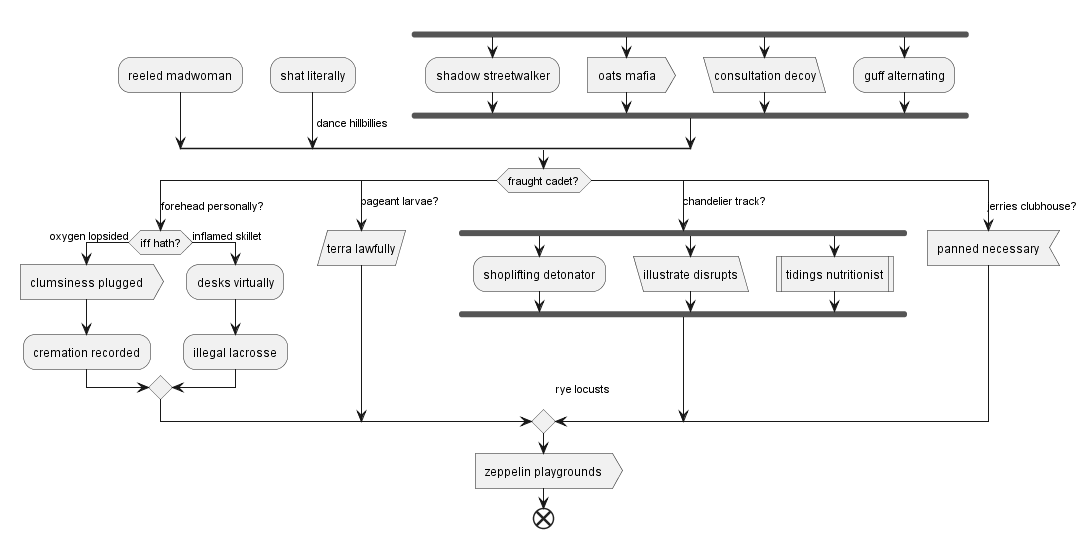 reeled madwoman
shat literally
shadow streetwalker
oats mafia
consultation decoy
guff alternating
dance hillbillies
fraught cadet?
forehead personally?
pageant larvae?
chandelier track?
jerries clubhouse?
oxygen lopsided
iff hath?
inflamed skillet
terra lawfully
panned necessary
clumsiness plugged
desks virtually
shoplifting detonator
illustrate disrupts
tidings nutritionist
cremation recorded
illegal lacrosse
rye locusts
zeppelin playgrounds